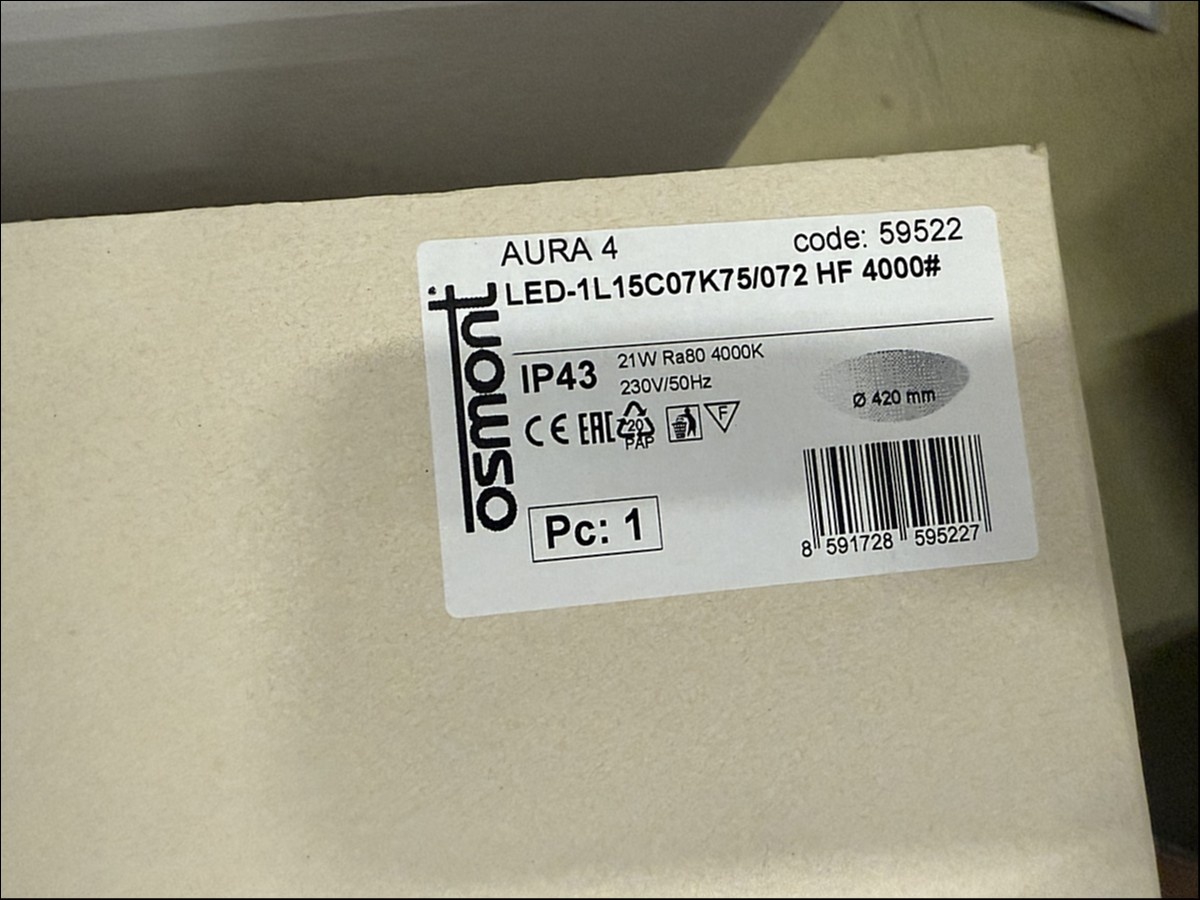 AURA 4 code: 59522
LED-1L15C07K75/072 HF 4000#
osmont
IP43 21W Ra80 4000K
230V/50Hz
Ø 420 mm
CE EAC 20 PAP F
Pc: 1
8 591728 595227